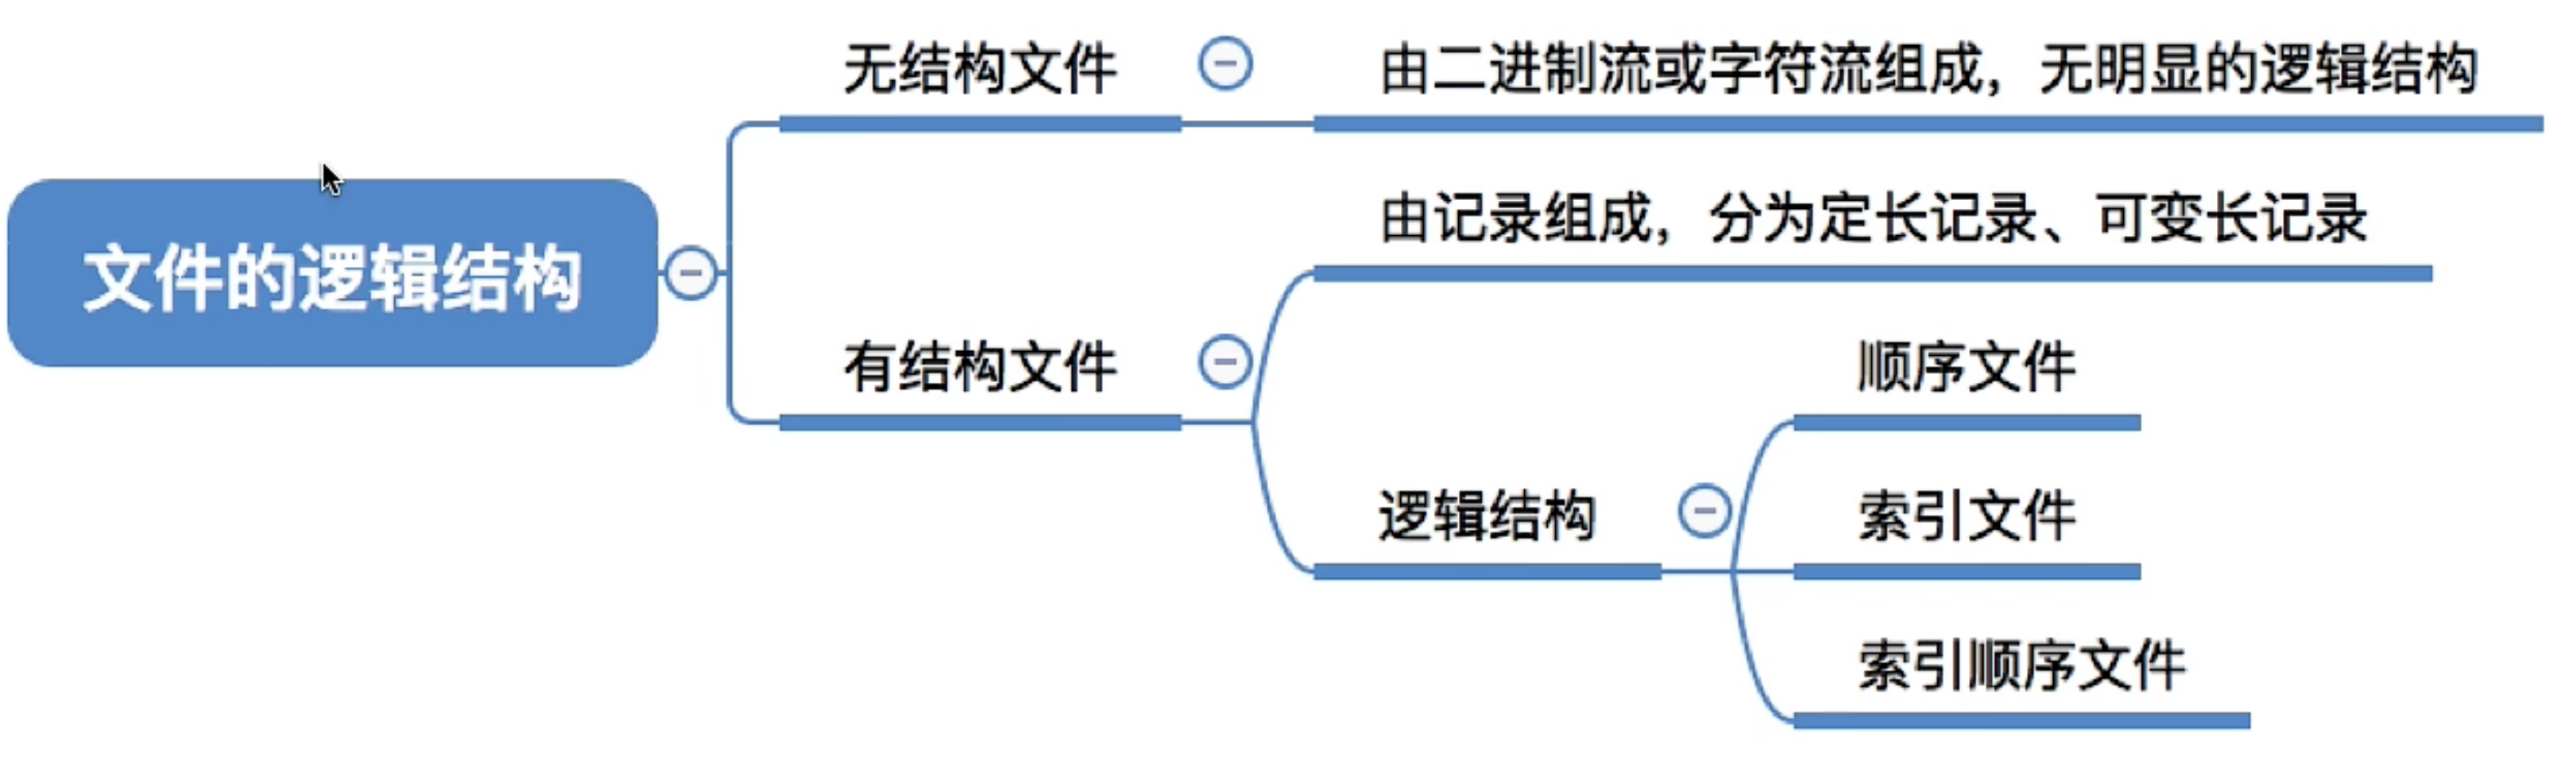 文件的逻辑结构
无结构文件
由二进制流或字符流组成，无明显的逻辑结构
有结构文件
由记录组成，分为定长记录、可变长记录
逻辑结构
顺序文件
索引文件
索引顺序文件